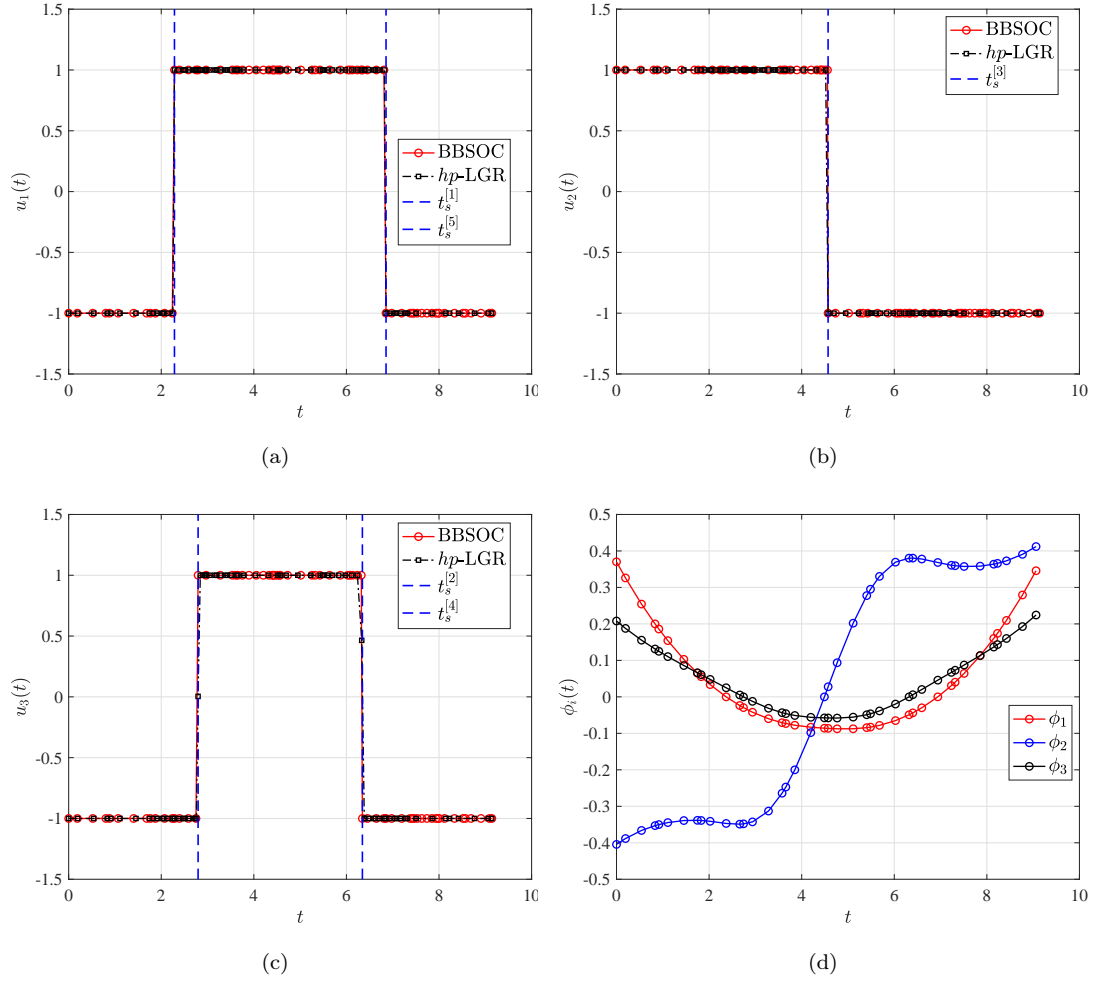 1.5
1
0.5
0
-0.5
-1
-1.5
u₁(t)
0 2 4 6 8 10
t
BBSOC
hp-LGR
t_s^[1]
t_s^[5]
(a)
1.5
1
0.5
0
-0.5
-1
-1.5
u₂(t)
0 2 4 6 8 10
t
BBSOC
hp-LGR
t_s^[3]
(b)
1.5
1
0.5
0
-0.5
-1
-1.5
u₃(t)
0 2 4 6 8 10
t
BBSOC
hp-LGR
t_s^[2]
t_s^[4]
(c)
0.5
0.4
0.3
0.2
0.1
0
-0.1
-0.2
-0.3
-0.4
-0.5
ϕᵢ(t)
0 2 4 6 8 10
t
ϕ₁
ϕ₂
ϕ₃
(d)